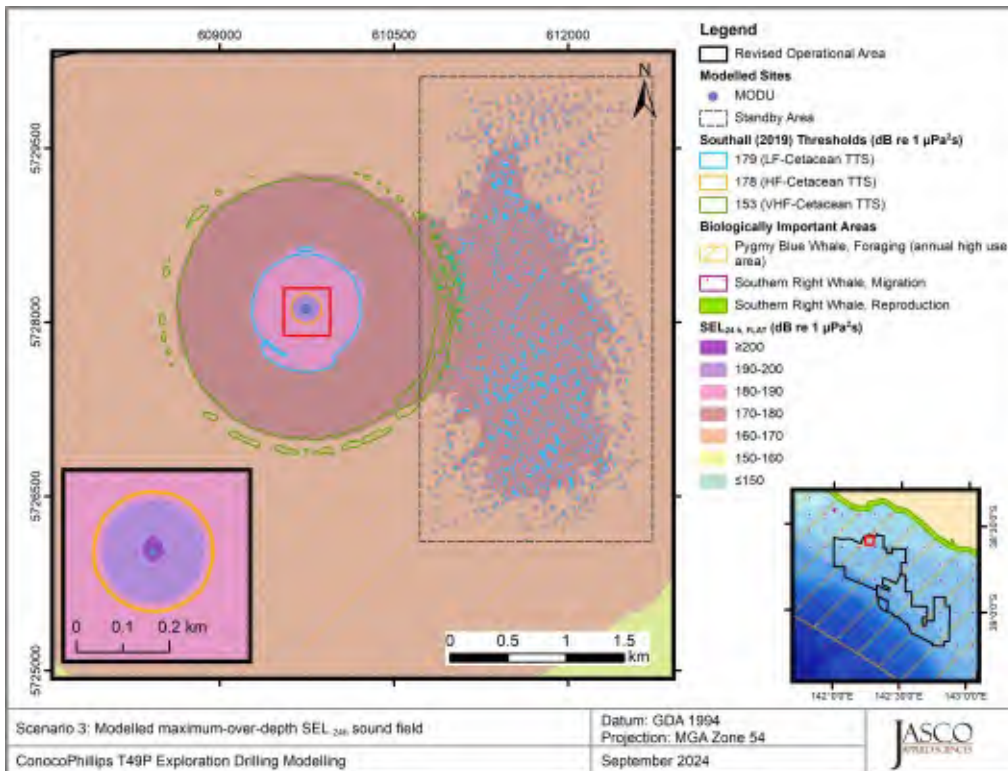 609000
610500
612000
5729500
5728000
5726500
5725000
N
0 0.1 0.2 km
0 0.5 1 1.5
km
Legend
Revised Operational Area
Modelled Sites
MODU
Standby Area
Southall (2019) Thresholds (dB re 1 µPa²s)
179 (LF-Cetacean TTS)
178 (HF-Cetacean TTS)
153 (VHF-Cetacean TTS)
Biologically Important Areas
Pygmy Blue Whale, Foraging (annual high use
area)
Southern Right Whale, Migration
Southern Right Whale, Reproduction
SEL24 h, FLAT (dB re 1 µPa²s)
≥200
190-200
180-190
170-180
160-170
150-160
≤150
38°30'0"S
39°0'0"S
142°0'0"E 142°30'0"E 143°0'0"E
Scenario 3: Modelled maximum-over-depth SEL 24h sound field
ConocoPhillips T49P Exploration Drilling Modelling
Datum: GDA 1994
Projection: MGA Zone 54
September 2024
JASCO
APPLIED SCIENCES